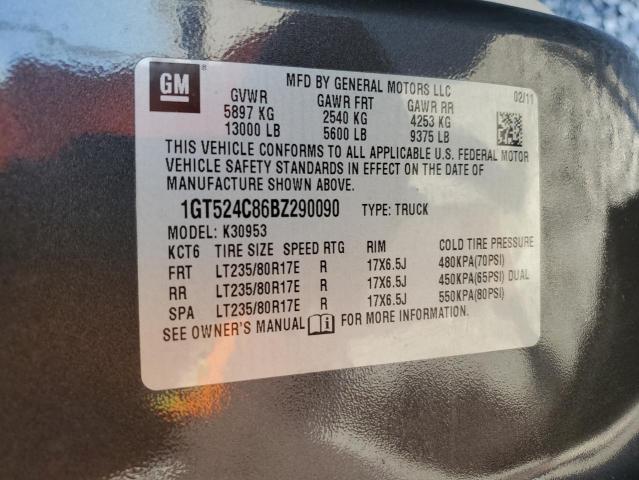 GM
MFD BY GENERAL MOTORS LLC
GVWR GAWR FRT GAWR RR 02/11
5897 KG 2540 KG 4253 KG
13000 LB 5600 LB 9375 LB
THIS VEHICLE CONFORMS TO ALL APPLICABLE U.S. FEDERAL MOTOR
VEHICLE SAFETY STANDARDS IN EFFECT ON THE DATE OF
MANUFACTURE SHOWN ABOVE.
1GT524C86BZ290090 TYPE: TRUCK
MODEL: K30953
KCT6 TIRE SIZE SPEED RTG RIM COLD TIRE PRESSURE
FRT LT235/80R17E R 17X6.5J 480KPA(70PSI)
RR LT235/80R17E R 17X6.5J 450KPA(65PSI) DUAL
SPA LT235/80R17E R 17X6.5J 550KPA(80PSI)
SEE OWNER'S MANUAL FOR MORE INFORMATION.